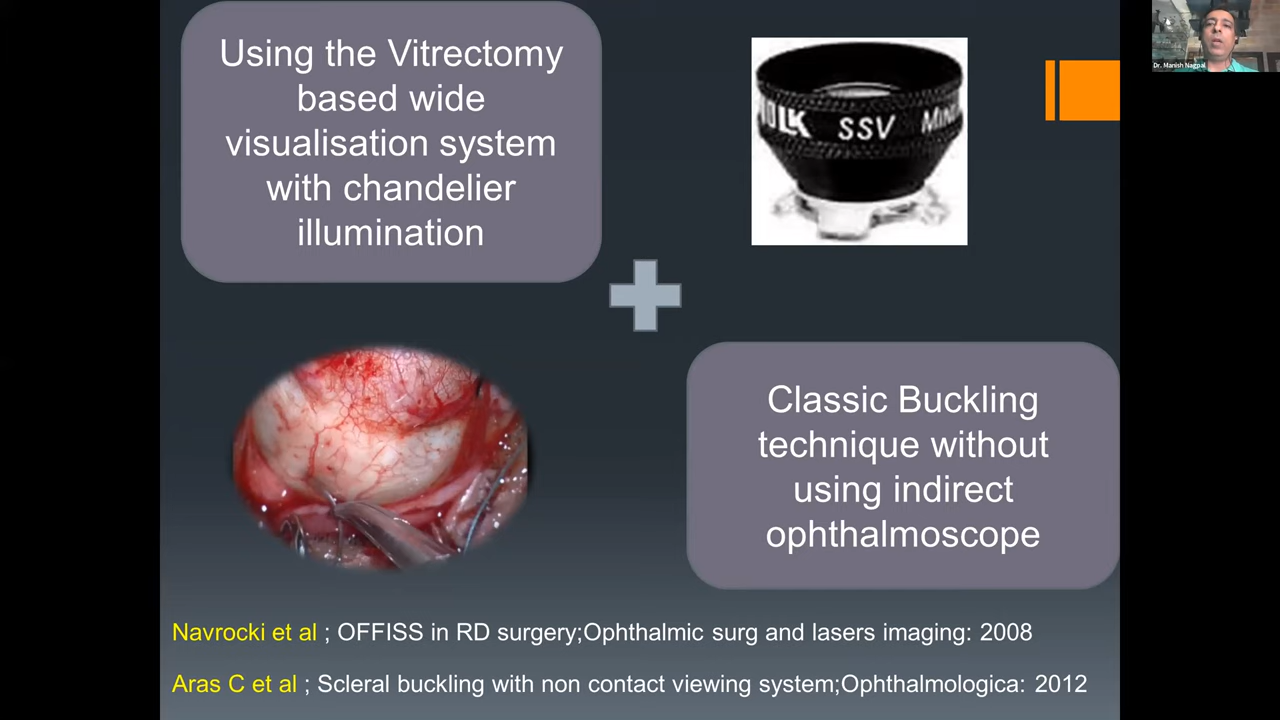 Using the Vitrectomy
based wide
visualisation system
with chandelier
illumination
SSV
Dr. Manish Nagpal
Classic Buckling
technique without
using indirect
ophthalmoscope
Navrocki et al ; OFFISS in RD surgery;Ophthalmic surg and lasers imaging: 2008
Aras C et al ; Scleral buckling with non contact viewing system;Ophthalmologica: 2012